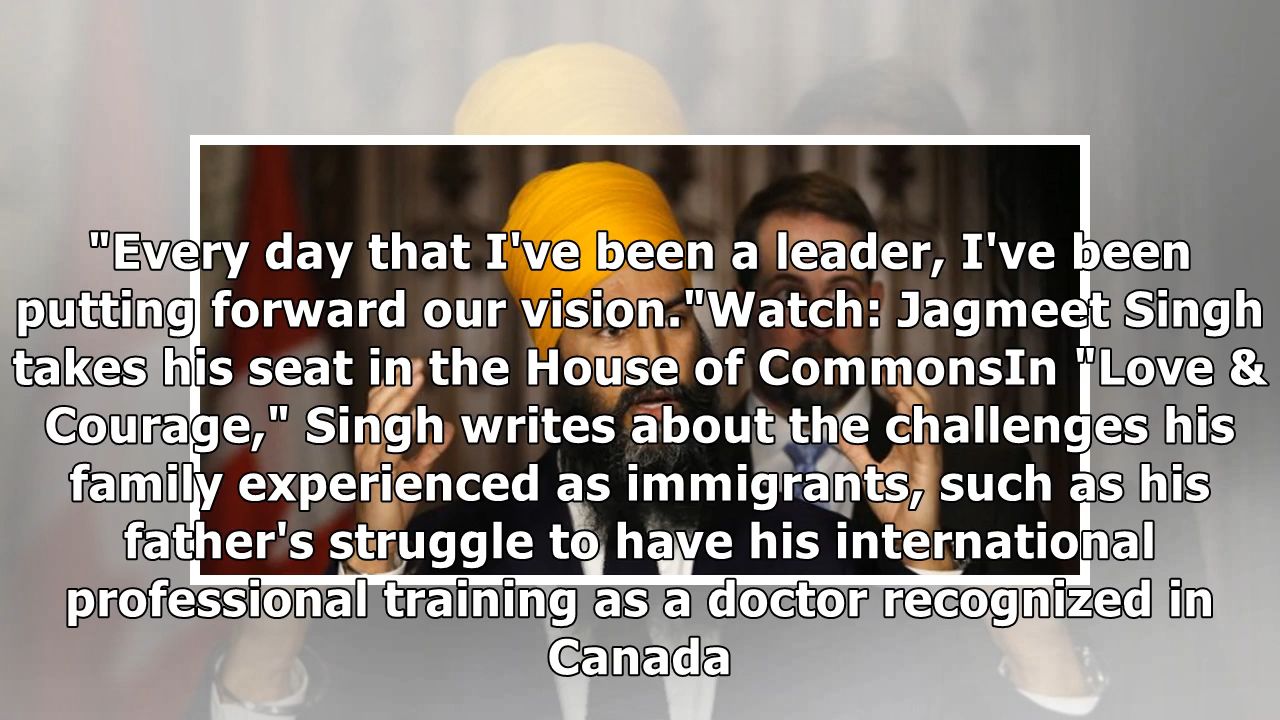 "Every day that I've been a leader, I've been
putting forward our vision."Watch: Jagmeet Singh
takes his seat in the House of CommonsIn "Love &
Courage," Singh writes about the challenges his
family experienced as immigrants, such as his
father's struggle to have his international
professional training as a doctor recognized in
Canada